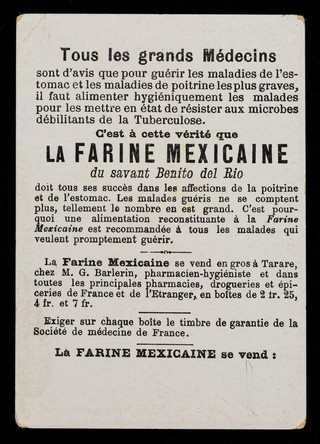 Tous les grands Médecins
sont d'avis que pour guérir les maladies de l'es-
tomac et les maladies de poitrine les plus graves,
il faut alimenter hygiéniquement les malades
pour les mettre en état de résister aux microbes
débilitants de la Tuberculose.
C'est à cette vérité que
LA FARINE MEXICAINE
du savant Benito del Rio
doit tous ses succès dans les affections de la poitrine
et de l'estomac. Les malades guéris ne se comptent
plus, tellement le nombre en est grand. C'est pour-
quoi une alimentation reconstituante à la Farine
Mexicaine est recommandée à tous les malades qui
veulent promptement guérir.
La Farine Mexicaine se vend en gros à Tarare,
chez M. G. Barlerin, pharmacien-hygiéniste et dans
toutes les principales pharmacies, drogueries et épi-
ceries de France et de l'Etranger, en boîtes de 2 fr. 25,
4 fr. et 7 fr.
Exiger sur chaque boîte le timbre de garantie de la
Société de médecine de France.
La FARINE MEXICAINE se vend :